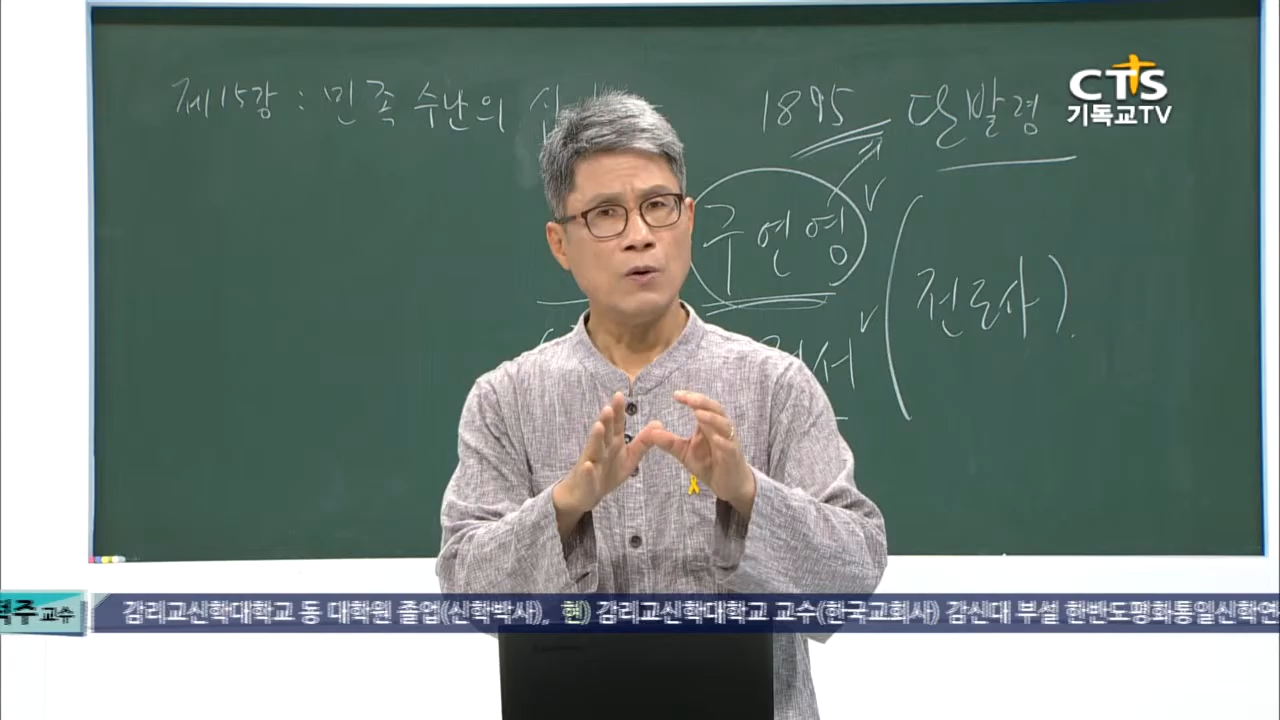 CTS
기독교TV
제15강 : 민족 수난의
1895 단발령
구연영
(전도사).
서
주 교수 감리교신학대학교 등 대학원 졸업(신학박사), 현) 감리교신학대학교 교수(한국교회사) 감신대 부설 한반도평화통일신학연